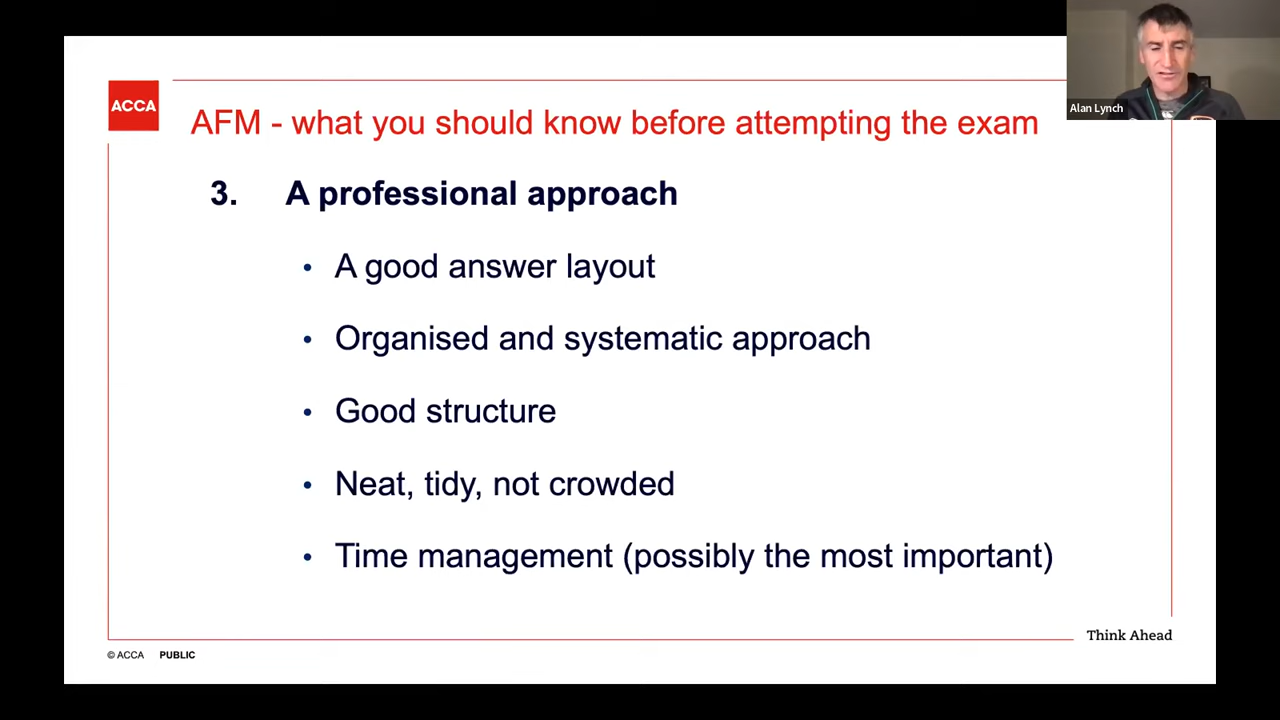 Alan Lynch
ACCA
AFM - what you should know before attempting the exam
3. A professional approach
• A good answer layout
• Organised and systematic approach
• Good structure
• Neat, tidy, not crowded
• Time management (possibly the most important)
Think Ahead
© ACCA PUBLIC